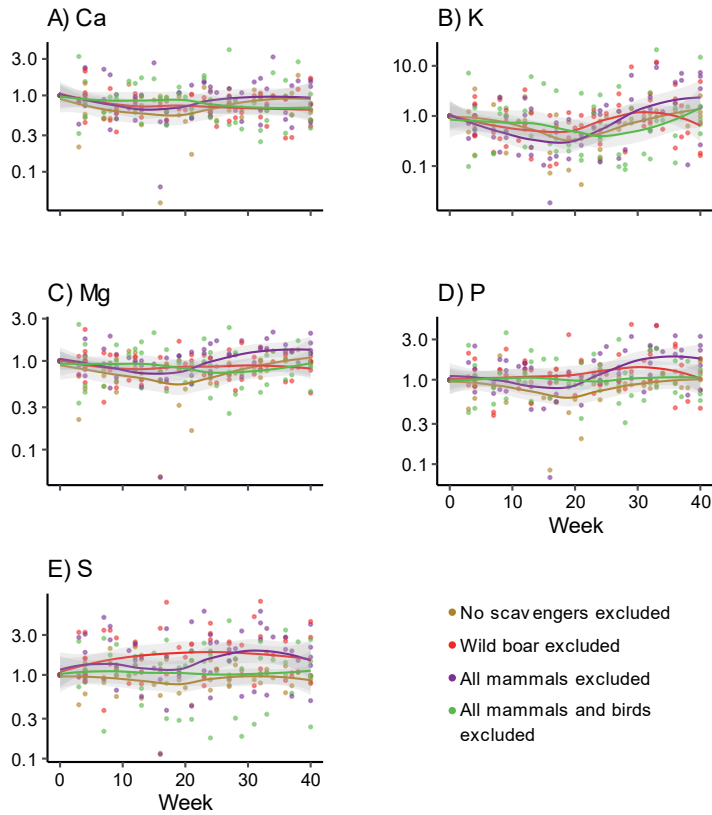 A) Ca
3.0
1.0
0.3
0.1
B) K
10.0
1.0
0.1
C) Mg
3.0
1.0
0.3
0.1
D) P
3.0
1.0
0.3
0.1
0 10 20 30 40
Week
E) S
3.0
1.0
0.3
0.1
0 10 20 30 40
Week
No scavengers excluded
Wild boar excluded
All mammals excluded
All mammals and birds
excluded